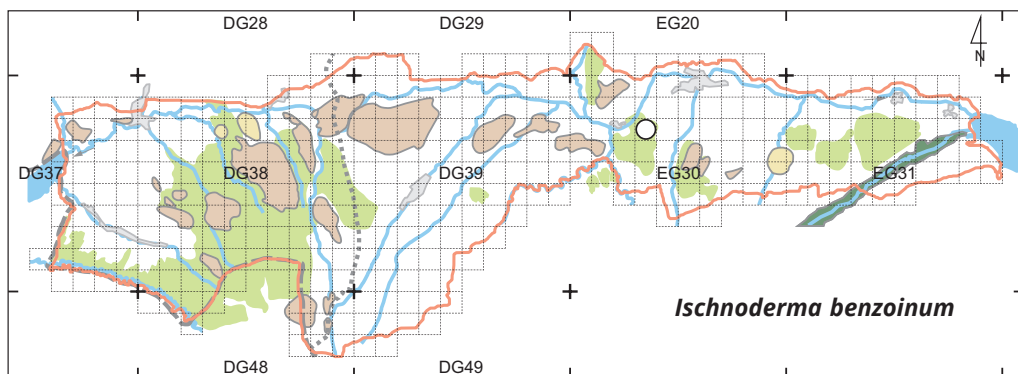 DG28 DG29 EG20
N
DG37 DG38 DG39 EG30 EG31
Ischnoderma benzoinum
DG48 DG49